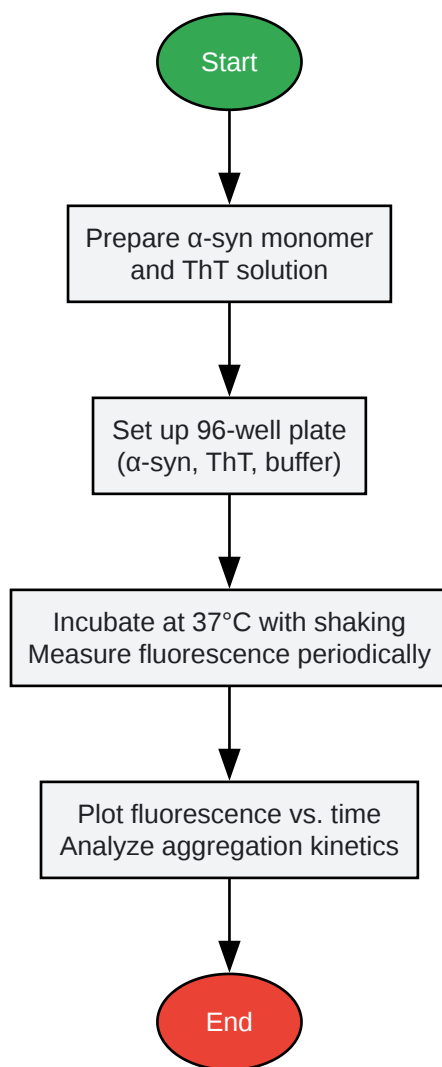 Start
Prepare α-syn monomer
and ThT solution
Set up 96-well plate
(α-syn, ThT, buffer)
Incubate at 37°C with shaking
Measure fluorescence periodically
Plot fluorescence vs. time
Analyze aggregation kinetics
End